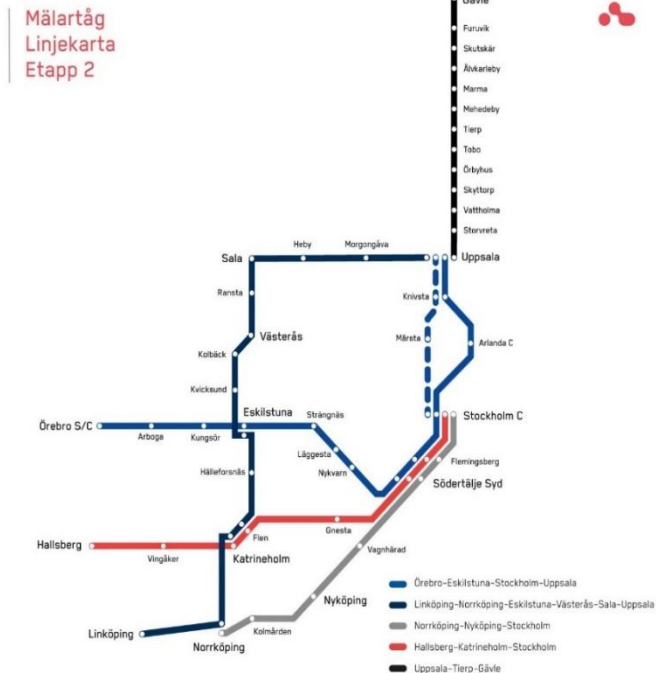 Mälartåg
Linjekarta
Etapp 2
Gävle
Furuvik
Skutskär
Älvkarleby
Marma
Mehedeby
Tierp
Tobo
Örbyhus
Skyttorp
Vattholma
Storvreta
Uppsala
Sala
Heby
Morgongåva
Ransta
Knivsta
Märsta
Arlanda C
Västerås
Kolbäck
Kvicksund
Eskilstuna
Strängnäs
Stockholm C
Örebro S/C
Arboga
Kungsör
Läggesta
Nykvarn
Flemingsberg
Södertälje Syd
Hälleforsnäs
Hallsberg
Vingåker
Katrineholm
Flen
Gnesta
Vagnhärad
Nyköping
Linköping
Norrköping
Kolmården
Örebro-Eskilstuna-Stockholm-Uppsala
Linköping-Norrköping-Eskilstuna-Västerås-Sala-Uppsala
Norrköping-Nyköping-Stockholm
Hallsberg-Katrineholm-Stockholm
Uppsala-Tierp-Gävle